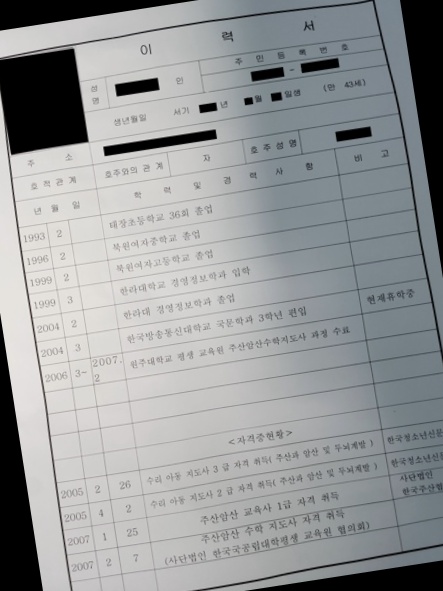 이 력 서
성명 인
주 민 등 록 번 호
-
생년월일 서기 년 월 일생 (만 43세)
주 소
호적관계 호주와의 관계 자 호주성명
년 월 일 학 력 및 경 력 사 항 비 고
1993 2 태장초등학교 36회 졸업
1996 2 북원여자중학교 졸업
1999 2 북원여자고등학교 졸업
1999 3 한라대학교 경영정보학과 입학
2004 2 한라대 경영정보학과 졸업
2004 3 한국방송통신대학교 국문학과 3학년 편입 현재휴학중
2006 3~ 2007.2 원주대학교 평생 교육원 주산암산수학지도사 과정 수료
<자격증현황>
2005 2 26 수리 아동 지도사 3 급 자격 취득( 주산과 암산 및 두뇌계발 ) 한국청소년신문
2005 4 2 수리 아동 지도사 2 급 자격 취득( 주산과 암산 및 두뇌계발 ) 한국청소년신
2007 1 25 주산암산 교육사 1급 자격 취득 사단법인 한국주산
2007 2 7 주산암산 수학 지도사 자격 취득
(사단법인 한국국공립대학평생 교육원 협의회)